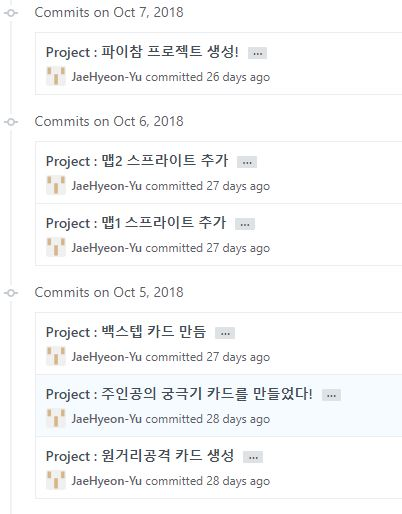 Commits on Oct 7, 2018
Project : 파이참 프로젝트 생성! ...
JaeHyeon-Yu committed 26 days ago
Commits on Oct 6, 2018
Project : 맵2 스프라이트 추가 ...
JaeHyeon-Yu committed 27 days ago
Project : 맵1 스프라이트 추가 ...
JaeHyeon-Yu committed 27 days ago
Commits on Oct 5, 2018
Project : 백스텝 카드 만듬 ...
JaeHyeon-Yu committed 27 days ago
Project : 주인공의 궁극기 카드를 만들었다! ...
JaeHyeon-Yu committed 28 days ago
Project : 원거리공격 카드 생성 ...
JaeHyeon-Yu committed 28 days ago